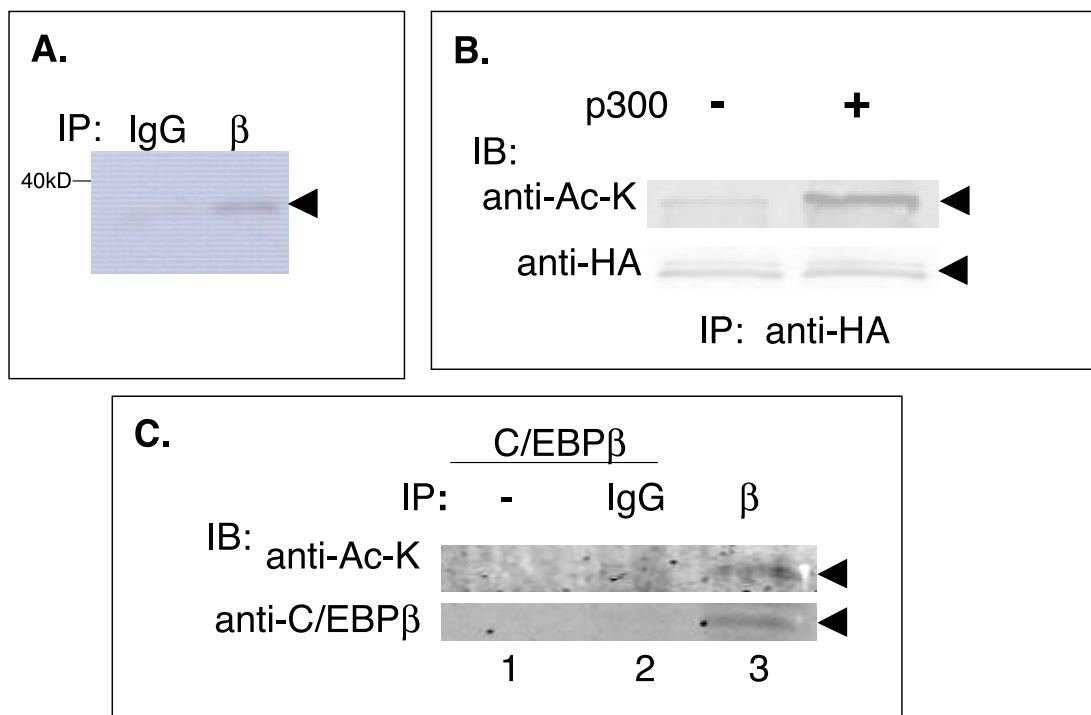 A.
IP: IgG β
40kD
B.
p300 - +
IB:
anti-Ac-K
anti-HA
IP: anti-HA
C.
C/EBPβ
IP: - IgG β
IB:
anti-Ac-K
anti-C/EBPβ
1 2 3